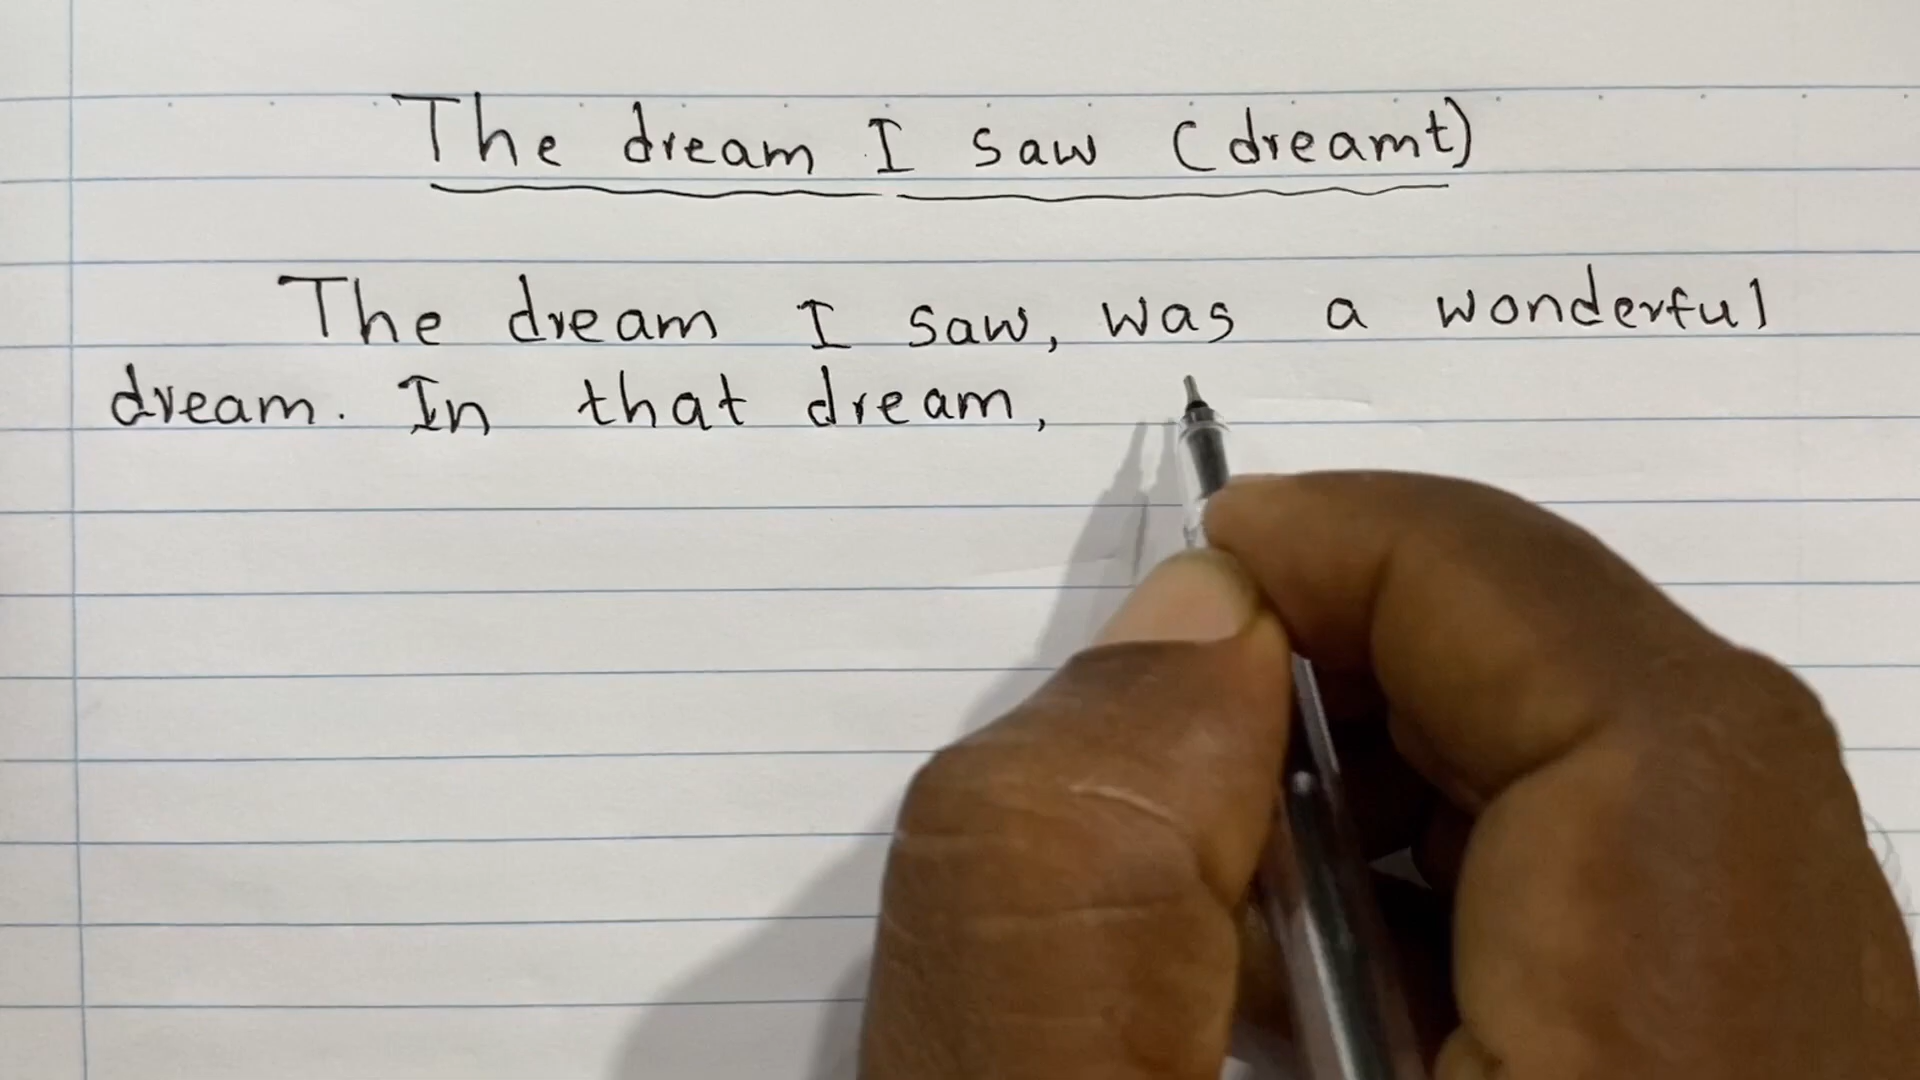 The dream I saw (dreamt)
The dream I saw, was a wonderful
dream. In that dream,